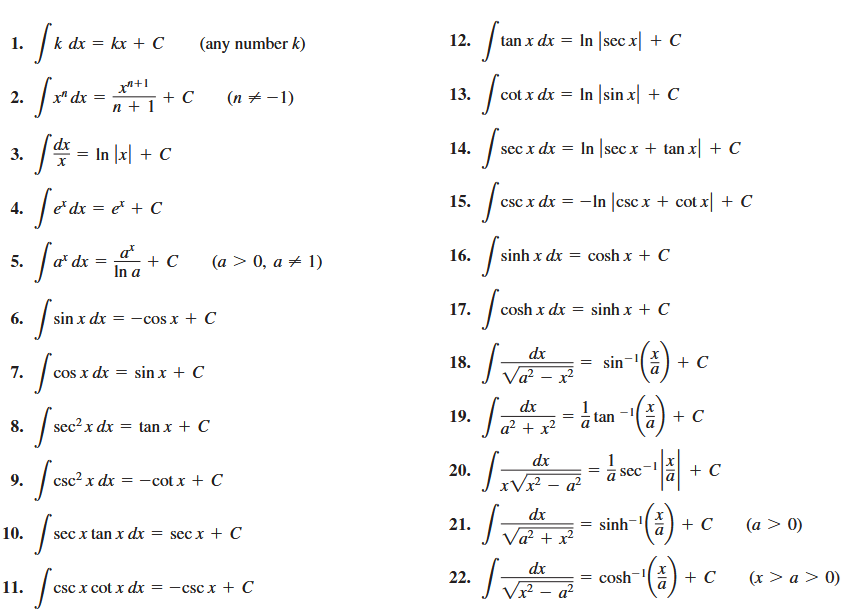 1. ∫ k dx = kx + C (any number k)
2. ∫ xⁿ dx = xⁿ⁺¹/(n + 1) + C (n ≠ −1)
3. ∫ dx/x = ln |x| + C
4. ∫ eˣ dx = eˣ + C
5. ∫ aˣ dx = aˣ/ln a + C (a > 0, a ≠ 1)
6. ∫ sin x dx = −cos x + C
7. ∫ cos x dx = sin x + C
8. ∫ sec² x dx = tan x + C
9. ∫ csc² x dx = −cot x + C
10. ∫ sec x tan x dx = sec x + C
11. ∫ csc x cot x dx = −csc x + C
12. ∫ tan x dx = ln |sec x| + C
13. ∫ cot x dx = ln |sin x| + C
14. ∫ sec x dx = ln |sec x + tan x| + C
15. ∫ csc x dx = −ln |csc x + cot x| + C
16. ∫ sinh x dx = cosh x + C
17. ∫ cosh x dx = sinh x + C
18. ∫ dx/√(a² − x²) = sin⁻¹(x/a) + C
19. ∫ dx/(a² + x²) = 1/a tan⁻¹(x/a) + C
20. ∫ dx/(x√(x² − a²)) = 1/a sec⁻¹|x/a| + C
21. ∫ dx/√(a² + x²) = sinh⁻¹(x/a) + C (a > 0)
22. ∫ dx/√(x² − a²) = cosh⁻¹(x/a) + C (x > a > 0)